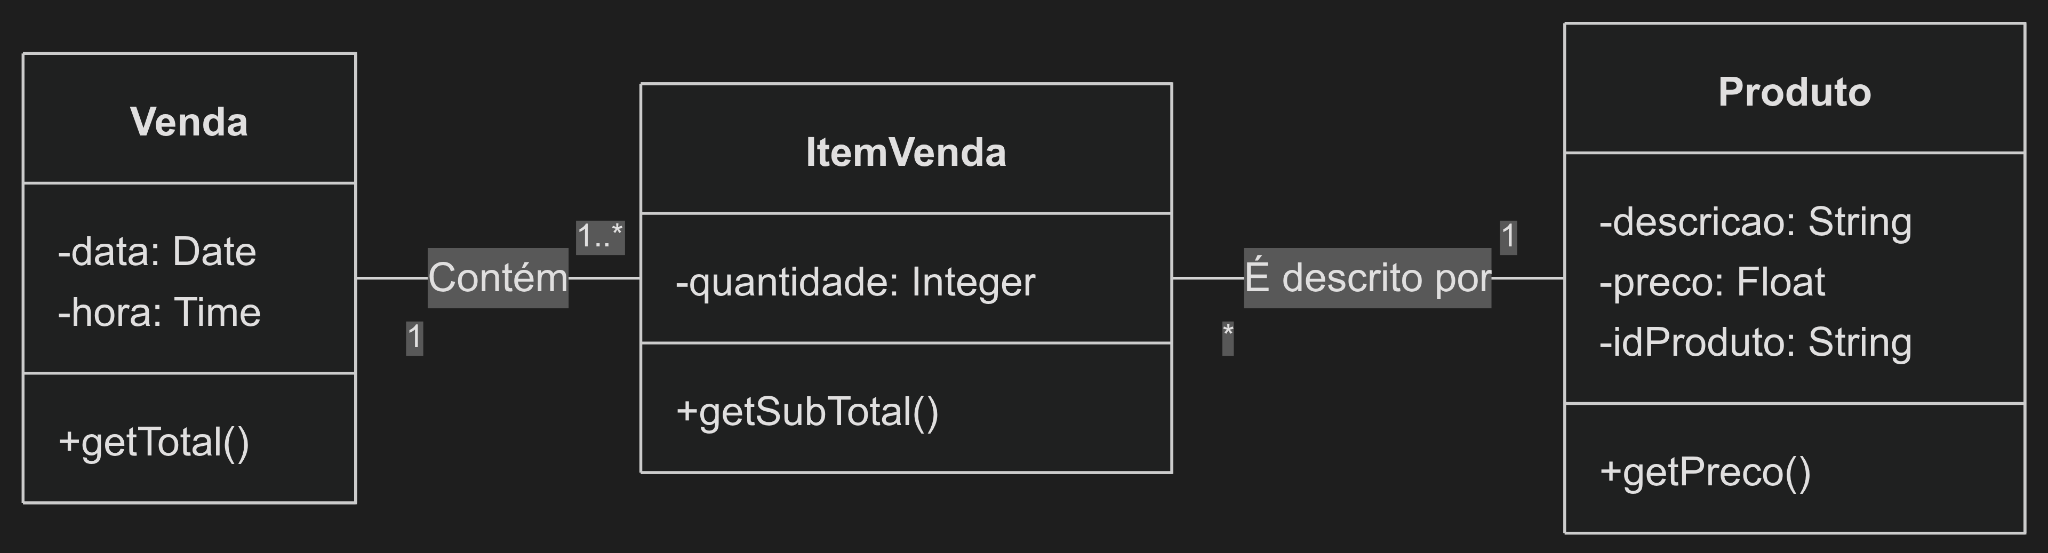 Venda
-data: Date
-hora: Time
+getTotal()
1
Contém
1..*
ItemVenda
-quantidade: Integer
+getSubTotal()
*
É descrito por
1
Produto
-descricao: String
-preco: Float
-idProduto: String
+getPreco()